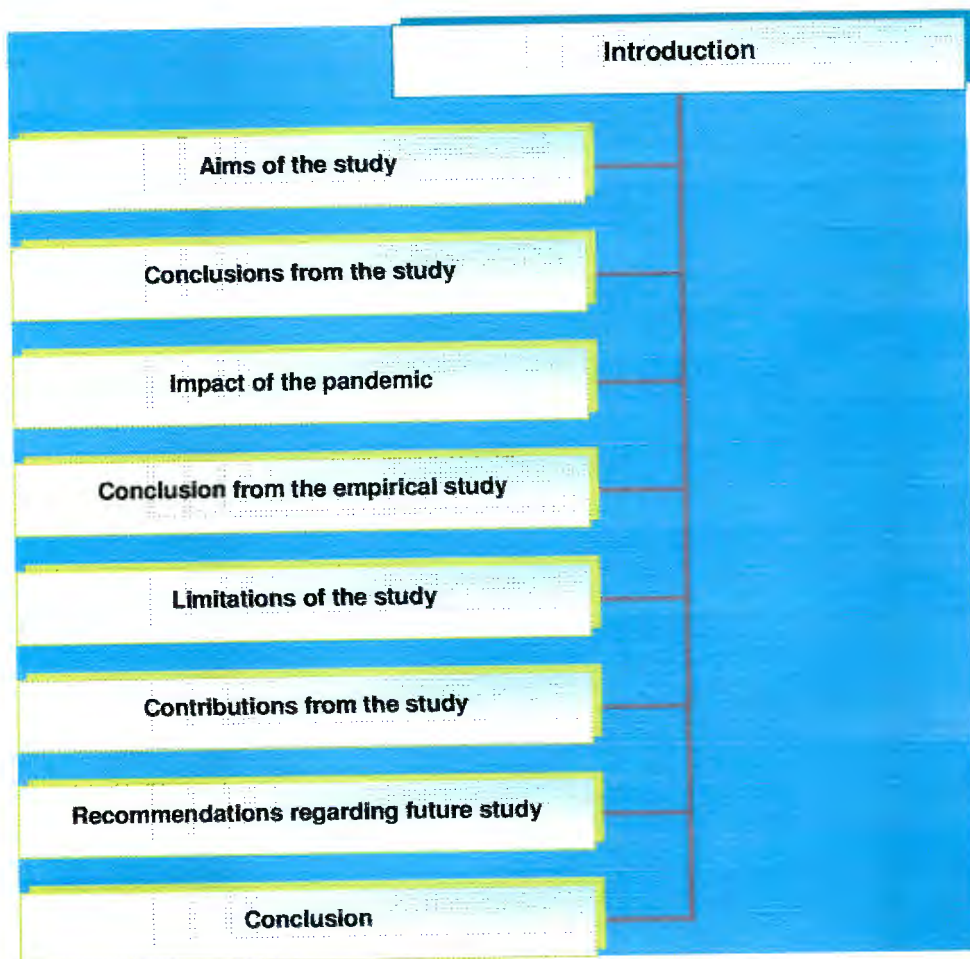 Introduction
Aims of the study
Conclusions from the study
Impact of the pandemic
Conclusion from the empirical study
Limitations of the study
Contributions from the study
Recommendations regarding future study
Conclusion